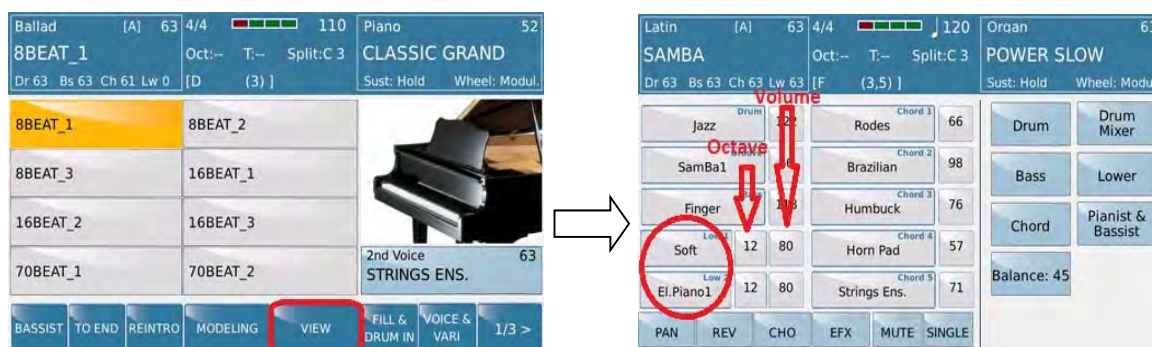 Ballad [A] 63 4/4 110 Piano 52
8BEAT_1 Oct:-- T:-- Split:C 3 CLASSIC GRAND
Dr 63 Bs 63 Ch 61 Lw 0 [D (3) ] Sust: Hold Wheel: Modul.
8BEAT_1 8BEAT_2
8BEAT_3 16BEAT_1
16BEAT_2 16BEAT_3
2nd Voice 63
70BEAT_1 70BEAT_2 STRINGS ENS.
BASSIST TO END REINTRO MODELING VIEW FILL & DRUM IN VOICE & VARI 1/3 >
Latin [A] 63 4/4 120 Organ
SAMBA Oct:-- T:-- Split:C 3 POWER SLOW
Dr 63 Bs 63 Ch 63 Lw 63 [F (3,5) ] Sust: Hold Wheel: Modu
Volume
Drum Jazz Chord 1 Rodes 66 Drum Drum Mixer
Octave
SamBa1 Chord 2 Brazilian 98 Bass Lower
Finger Chord 3 Humbuck 76 Chord Pianist & Bassist
Low 1 Soft 12 80 Chord 4 Horn Pad 57
Low 2 El.Piano1 12 80 Chord 5 Strings Ens. 71 Balance: 45
PAN REV CHO EFX MUTE SINGLE